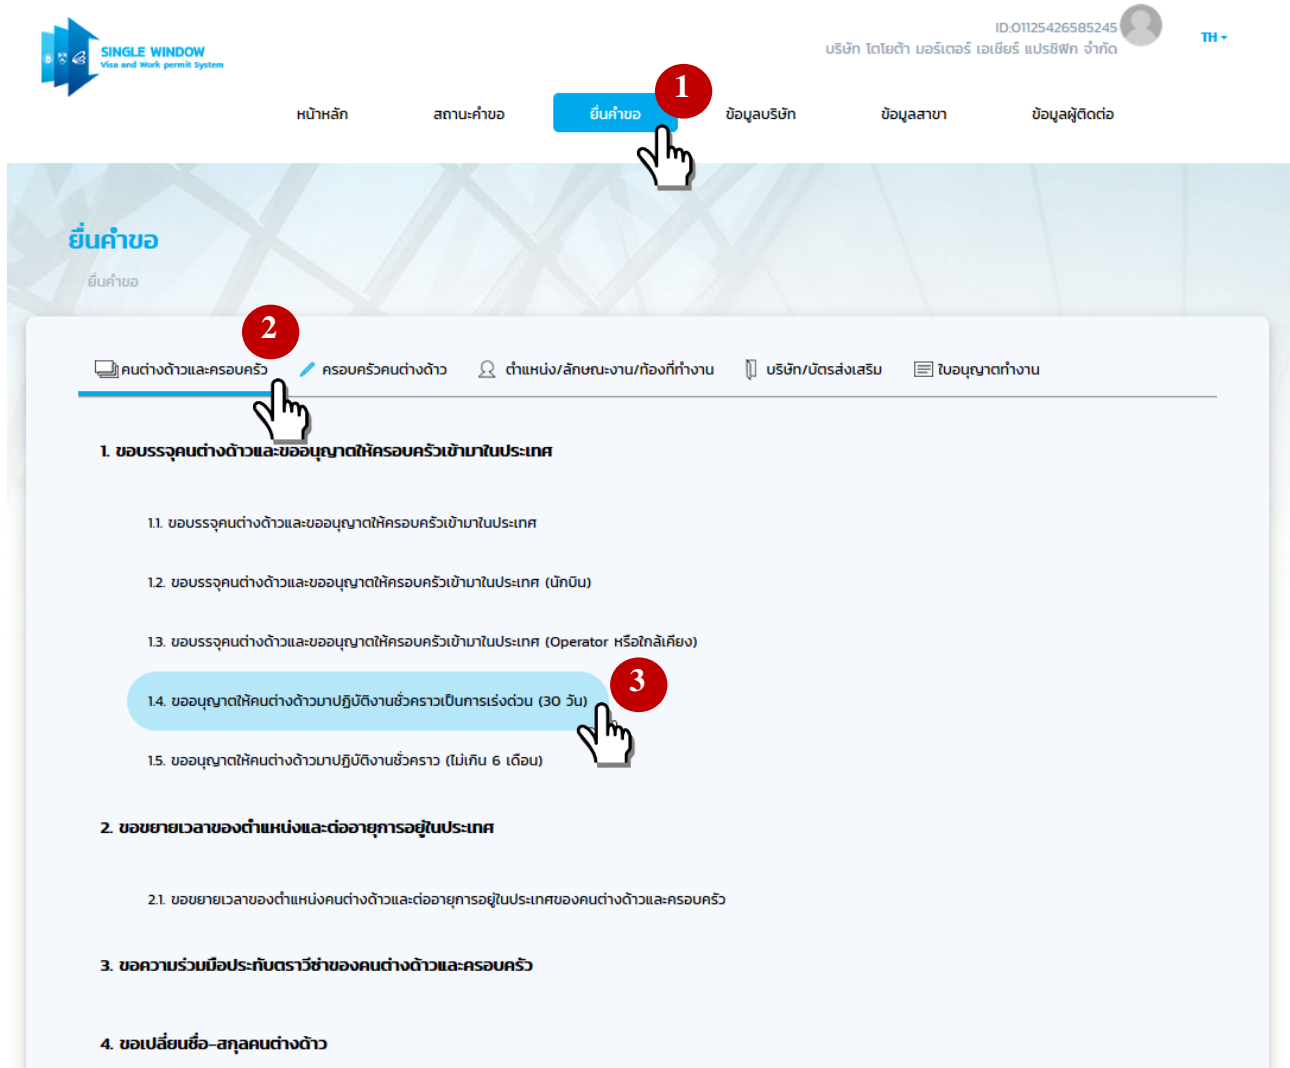 SINGLE WINDOW
Visa and Work permit System
ID:01125426585245
บริษัท โตโยต้า มอร์เตอร์ เอเชียร์ แปรซิฟิก จำกัด
TH
หน้าหลัก
สถานะคำขอ
ยื่นคำขอ
1
ข้อมูลบริษัท
ข้อมูลสาขา
ข้อมูลผู้ติดต่อ
ยื่นคำขอ
ยื่นคำขอ
2
คนต่างด้าวและครอบครัว
ครอบครัวคนต่างด้าว
ตำแหน่ง/ลักษณะงาน/ท้องที่ทำงาน
บริษัท/บัตรส่งเสริม
ใบอนุญาตทำงาน
1. ขอบรรจุคนต่างด้าวและขออนุญาตให้ครอบครัวเข้ามาในประเทศ
1.1. ขอบรรจุคนต่างด้าวและขออนุญาตให้ครอบครัวเข้ามาในประเทศ
1.2. ขอบรรจุคนต่างด้าวและขออนุญาตให้ครอบครัวเข้ามาในประเทศ (นักบิน)
1.3. ขอบรรจุคนต่างด้าวและขออนุญาตให้ครอบครัวเข้ามาในประเทศ (Operator หรือใกล้เคียง)
3
1.4. ขออนุญาตให้คนต่างด้าวมาปฏิบัติงานชั่วคราวเป็นการเร่งด่วน (30 วัน)
1.5. ขออนุญาตให้คนต่างด้าวมาปฏิบัติงานชั่วคราว (ไม่เกิน 6 เดือน)
2. ขอขยายเวลาของตำแหน่งและต่ออายุการอยู่ในประเทศ
2.1. ขอขยายเวลาของตำแหน่งคนต่างด้าวและต่ออายุการอยู่ในประเทศของคนต่างด้าวและครอบครัว
3. ขอความร่วมมือประทับตราวีซ่าของคนต่างด้าวและครอบครัว
4. ขอเปลี่ยนชื่อ-สกุลคนต่างด้าว